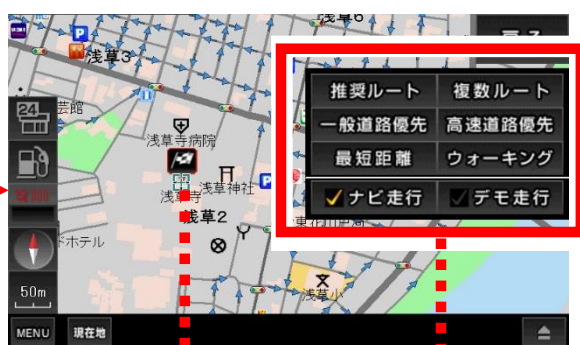 浅草6
浅草3
戻る
推奨ルート 複数ルート
一般道路優先 高速道路優先
最短距離 ウォーキング
ナビ走行 デモ走行
24
芸館
浅草寺病院
浅草神社
浅草寺
浅草2
ドホテル
浅草小
50m
MENU 現在地